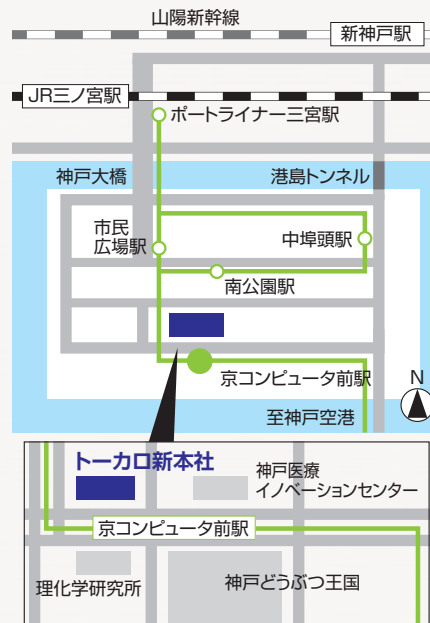 山陽新幹線
新神戸駅
JR三ノ宮駅
ポートライナー三宮駅
神戸大橋
港島トンネル
市民
広場駅
中埠頭駅
南公園駅
京コンピュータ前駅
N
至神戸空港
トーカロ新本社
神戸医療
イノベーションセンター
京コンピュータ前駅
理化学研究所
神戸どうぶつ王国